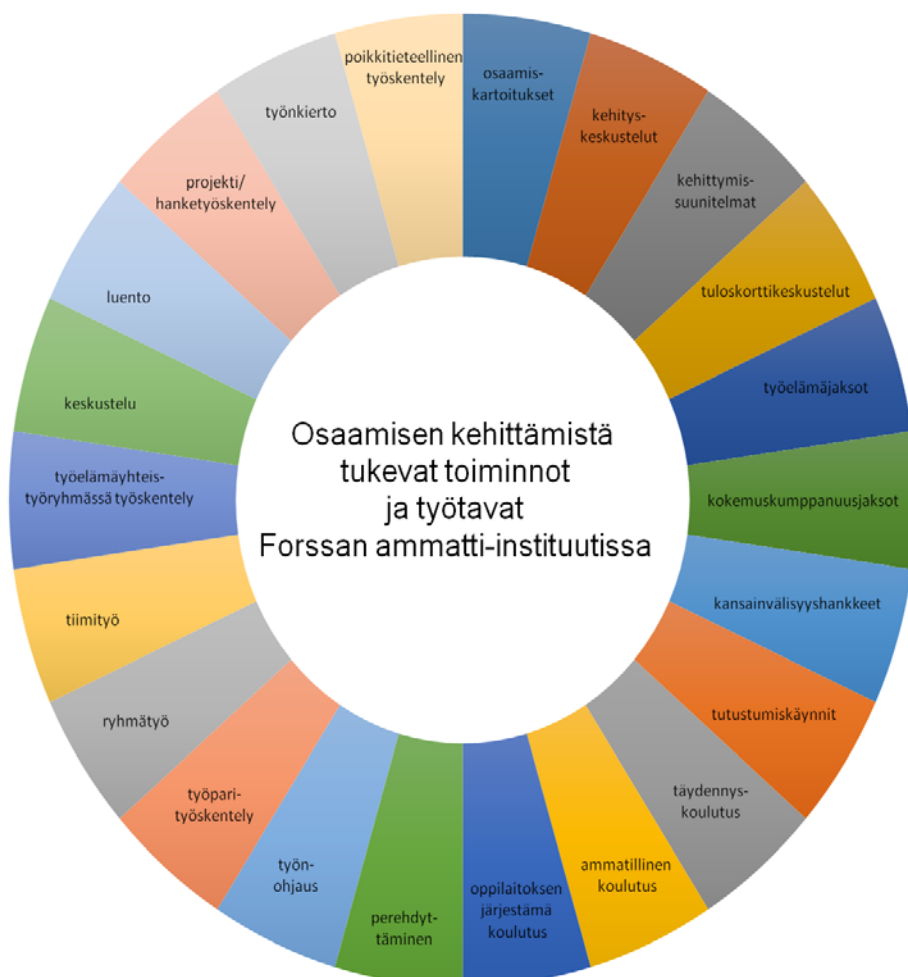 osaamis-
kartoitukset
kehitys-
keskustelut
kehittymis-
suunitelmat
tuloskorttikeskustelut
työelämäjaksot
kokemuskumppanuusjaksot
kansainvälisyyshankkeet
tutustumiskäynnit
täydennys-
koulutus
ammatillinen
koulutus
oppilaitoksen
järjestämä
koulutus
perehdyt-
täminen
työn-
ohjaus
työpari-
työskentely
ryhmätyö
tiimityö
työelämäyhteis-
työryhmässä työskentely
keskustelu
luento
projekti/
hanketyöskentely
työnkierto
poikkitieteellinen
työskentely
Osaamisen kehittämistä
tukevat toiminnot
ja työtavat
Forssan ammatti-instituutissa